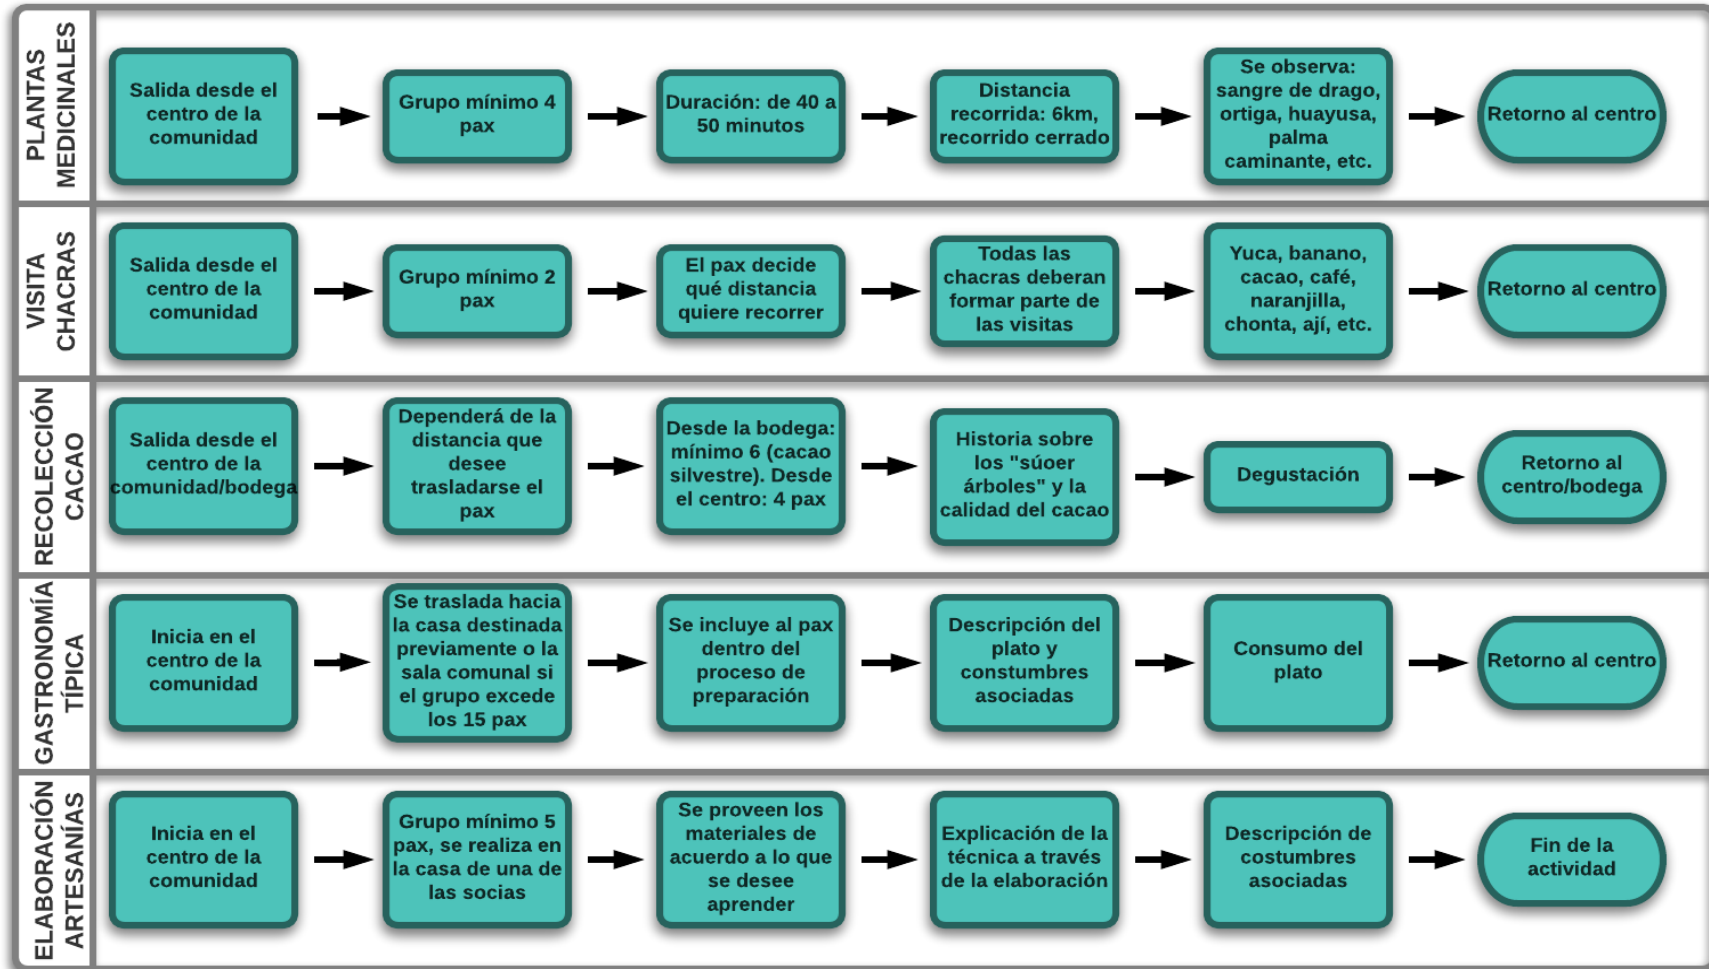 PLANTAS
MEDICINALES
Salida desde el
centro de la
comunidad
Grupo mínimo 4
pax
Duración: de 40 a
50 minutos
Distancia
recorrida: 6km,
recorrido cerrado
Se observa:
sangre de drago,
ortiga, huayusa,
palma
caminante, etc.
Retorno al centro
VISITA
CHACRAS
Salida desde el
centro de la
comunidad
Grupo mínimo 2
pax
El pax decide
qué distancia
quiere recorrer
Todas las
chacras deberan
formar parte de
las visitas
Yuca, banano,
cacao, café,
naranjilla,
chonta, ají, etc.
Retorno al centro
RECOLECCIÓN
CACAO
Salida desde el
centro de la
comunidad/bodega
Dependerá de la
distancia que
desee
trasladarse el
pax
Desde la bodega:
mínimo 6 (cacao
silvestre). Desde
el centro: 4 pax
Historia sobre
los "súoer
árboles" y la
calidad del cacao
Degustación
Retorno al
centro/bodega
GASTRONOMÍA
TÍPICA
Inicia en el
centro de la
comunidad
Se traslada hacia
la casa destinada
previamente o la
sala comunal si
el grupo excede
los 15 pax
Se incluye al pax
dentro del
proceso de
preparación
Descripción del
plato y
constumbres
asociadas
Consumo del
plato
Retorno al centro
ELABORACIÓN
ARTESANÍAS
Inicia en el
centro de la
comunidad
Grupo mínimo 5
pax, se realiza en
la casa de una de
las socias
Se proveen los
materiales de
acuerdo a lo que
se desee
aprender
Explicación de la
técnica a través
de la elaboración
Descripción de
costumbres
asociadas
Fin de la
actividad